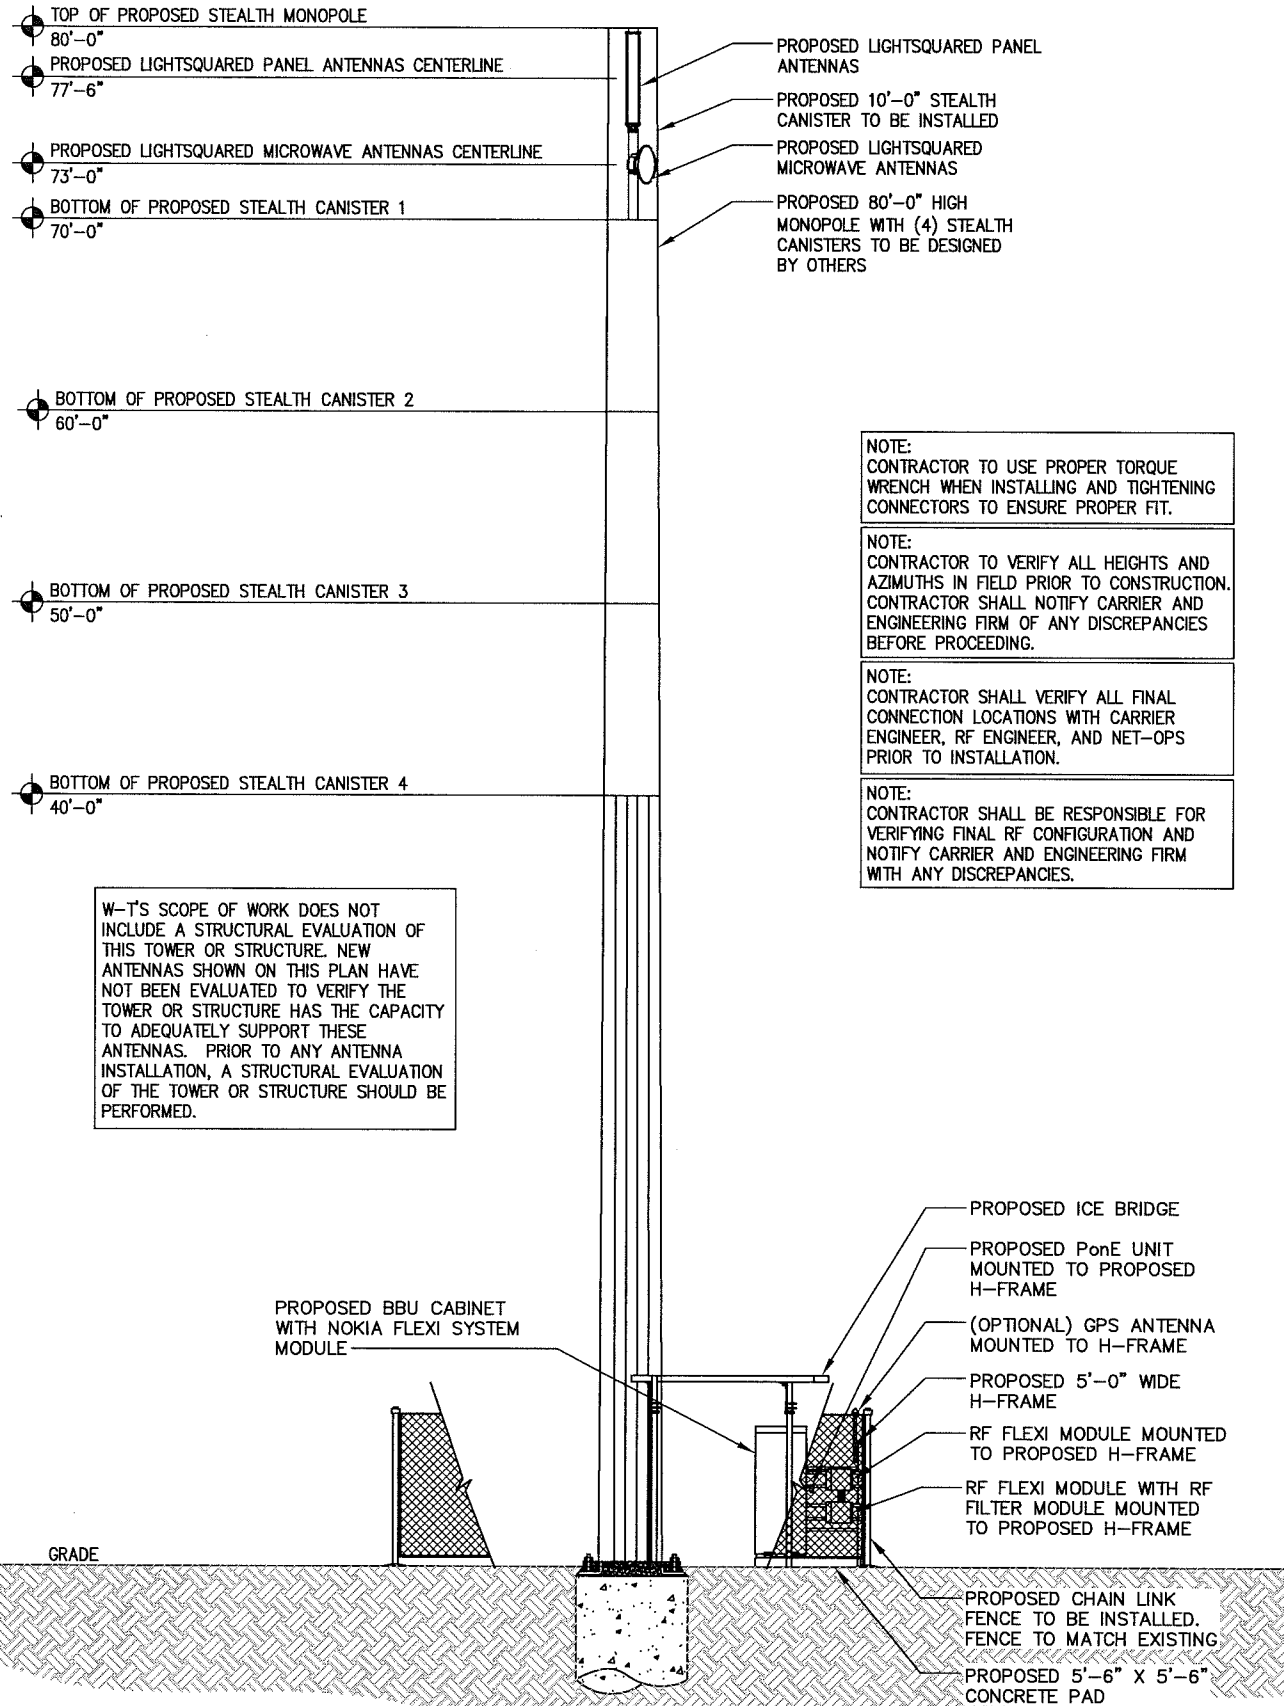 TOP OF PROPOSED STEALTH MONOPOLE
80'-0"
PROPOSED LIGHTSQUARED PANEL ANTENNAS CENTERLINE
77'-6"
PROPOSED LIGHTSQUARED MICROWAVE ANTENNAS CENTERLINE
73'-0"
BOTTOM OF PROPOSED STEALTH CANISTER 1
70'-0"
BOTTOM OF PROPOSED STEALTH CANISTER 2
60'-0"
BOTTOM OF PROPOSED STEALTH CANISTER 3
50'-0"
BOTTOM OF PROPOSED STEALTH CANISTER 4
40'-0"
PROPOSED LIGHTSQUARED PANEL
ANTENNAS
PROPOSED 10'-0" STEALTH
CANISTER TO BE INSTALLED
PROPOSED LIGHTSQUARED
MICROWAVE ANTENNAS
PROPOSED 80'-0" HIGH
MONOPOLE WITH (4) STEALTH
CANISTERS TO BE DESIGNED
BY OTHERS
NOTE:
CONTRACTOR TO USE PROPER TORQUE
WRENCH WHEN INSTALLING AND TIGHTENING
CONNECTORS TO ENSURE PROPER FIT.
NOTE:
CONTRACTOR TO VERIFY ALL HEIGHTS AND
AZIMUTHS IN FIELD PRIOR TO CONSTRUCTION.
CONTRACTOR SHALL NOTIFY CARRIER AND
ENGINEERING FIRM OF ANY DISCREPANCIES
BEFORE PROCEEDING.
NOTE:
CONTRACTOR SHALL VERIFY ALL FINAL
CONNECTION LOCATIONS WITH CARRIER
ENGINEER, RF ENGINEER, AND NET-OPS
PRIOR TO INSTALLATION.
NOTE:
CONTRACTOR SHALL BE RESPONSIBLE FOR
VERIFYING FINAL RF CONFIGURATION AND
NOTIFY CARRIER AND ENGINEERING FIRM
WITH ANY DISCREPANCIES.
W-T'S SCOPE OF WORK DOES NOT
INCLUDE A STRUCTURAL EVALUATION OF
THIS TOWER OR STRUCTURE. NEW
ANTENNAS SHOWN ON THIS PLAN HAVE
NOT BEEN EVALUATED TO VERIFY THE
TOWER OR STRUCTURE HAS THE CAPACITY
TO ADEQUATELY SUPPORT THESE
ANTENNAS. PRIOR TO ANY ANTENNA
INSTALLATION, A STRUCTURAL EVALUATION
OF THE TOWER OR STRUCTURE SHOULD BE
PERFORMED.
PROPOSED BBU CABINET
WITH NOKIA FLEXI SYSTEM
MODULE
PROPOSED ICE BRIDGE
PROPOSED PonE UNIT
MOUNTED TO PROPOSED
H-FRAME
(OPTIONAL) GPS ANTENNA
MOUNTED TO H-FRAME
PROPOSED 5'-0" WIDE
H-FRAME
RF FLEXI MODULE MOUNTED
TO PROPOSED H-FRAME
RF FLEXI MODULE WITH RF
FILTER MODULE MOUNTED
TO PROPOSED H-FRAME
GRADE
PROPOSED CHAIN LINK
FENCE TO BE INSTALLED.
FENCE TO MATCH EXISTING
PROPOSED 5'-6" X 5'-6"
CONCRETE PAD